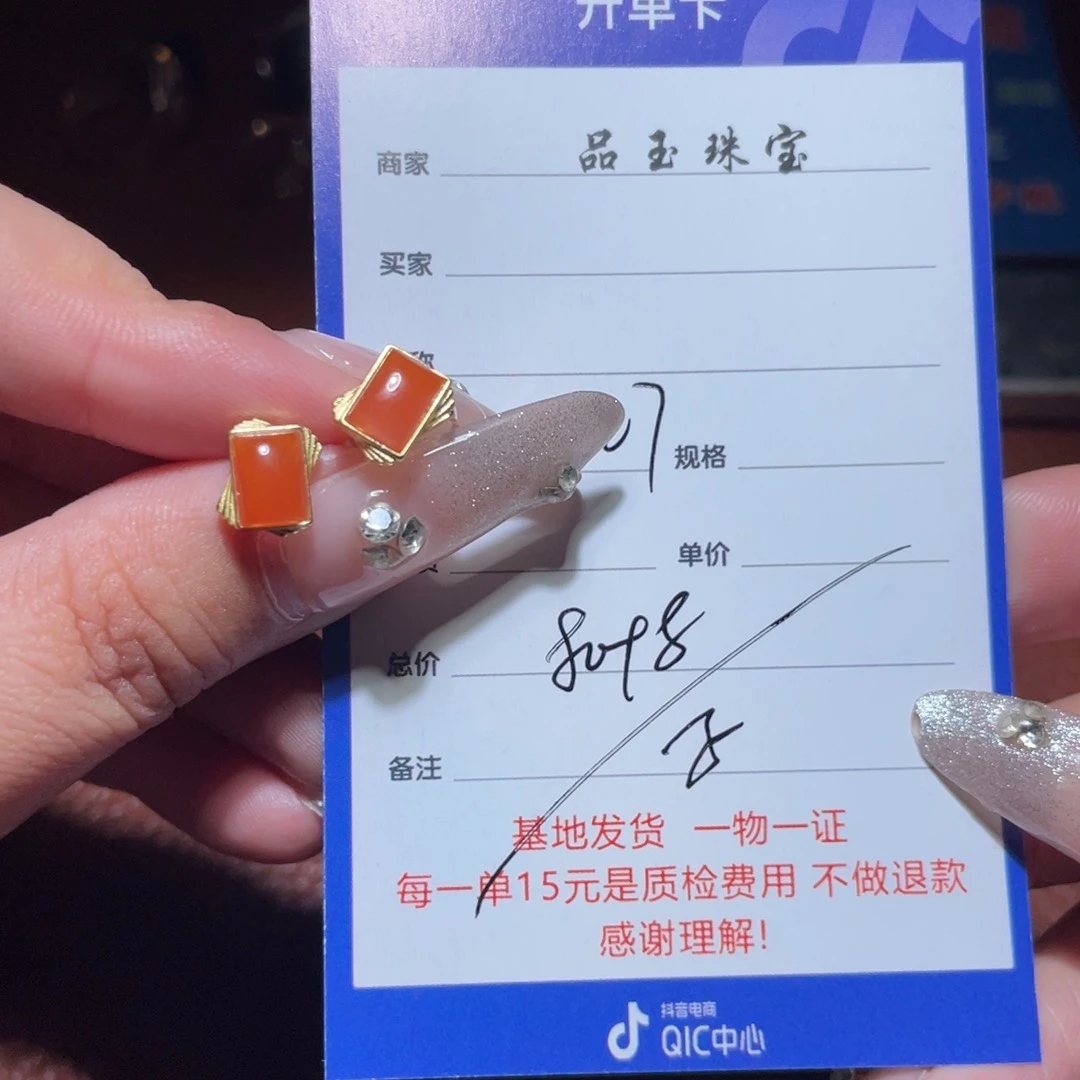 开单卡
商家 品玉珠宝
买家
称
规格
单价
总价
备注
基地发货 一物一证
每一单15元是质检费用 不做退款
感谢理解!
抖音电商
QIC中心